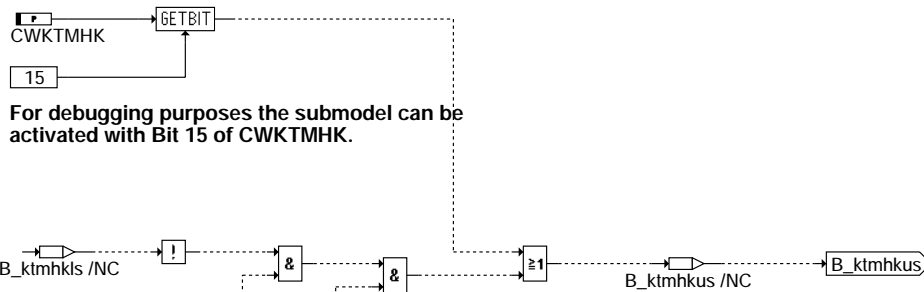 P
GETBIT
CWKTMHK
15
For debugging purposes the submodel can be
activated with Bit 15 of CWKTMHK.
B_ktmhkls /NC
!
&
&
≥1
B_ktmhkus /NC
B_ktmhkus